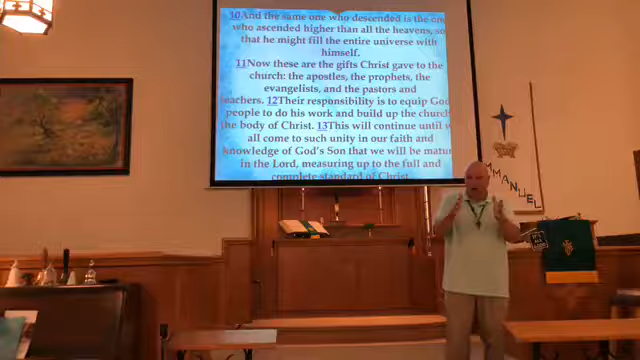 10And the same one who descended is the one
who ascended higher than all the heavens, so
that he might fill the entire universe with
himself.
11Now these are the gifts Christ gave to the
church: the apostles, the prophets, the
evangelists, and the pastors and
teachers. 12Their responsibility is to equip God
people to do his work and build up the church
the body of Christ. 13This will continue until w
all come to such unity in our faith and
knowledge of God's Son that we will be matur
in the Lord, measuring up to the full and
complete standard of Christ.
MMANUEL